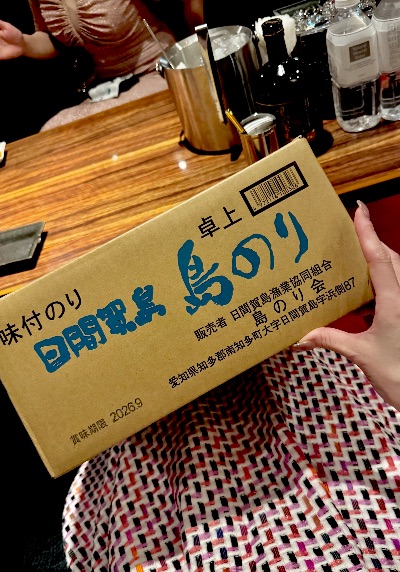 卓上
味付のり
日間賀島 島のり
販売者 日間賀島漁業協同組合
島のり会
愛知県知多郡南知多町大字日間賀島字浜側87
賞味期限 2026.9